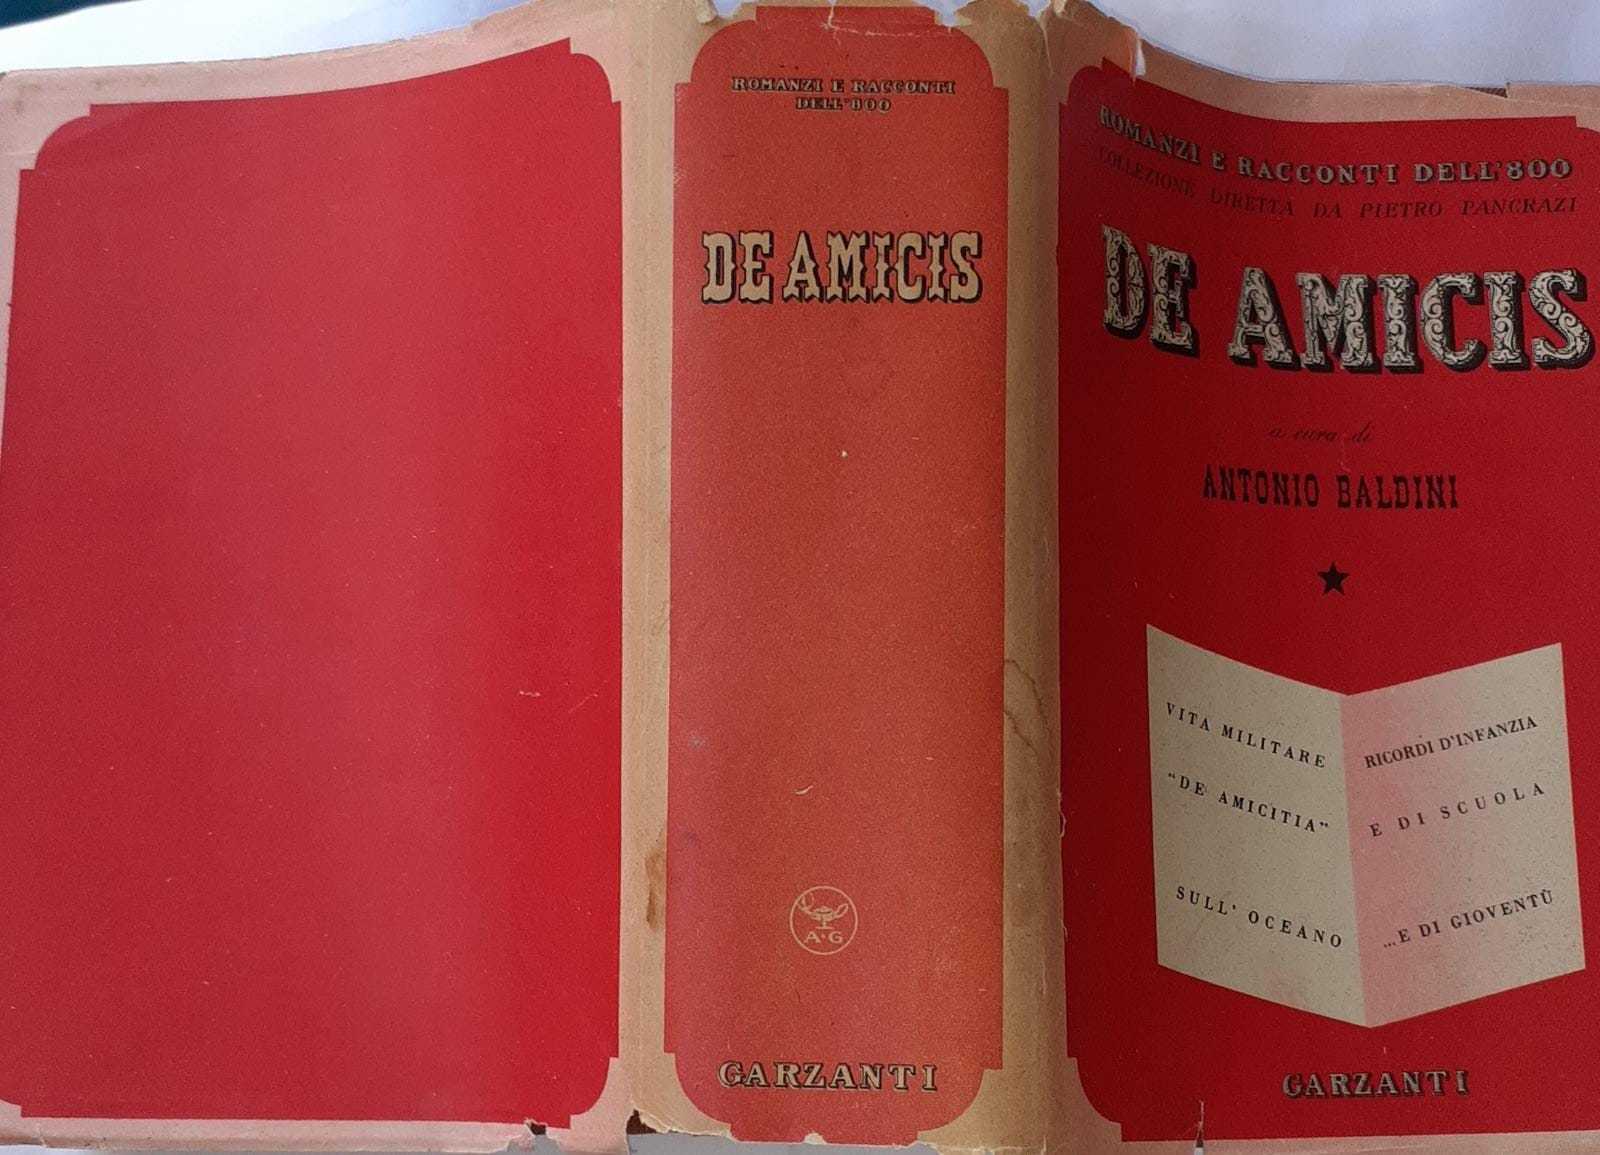 ROMANZI E RACCONTI
DELL'800
DE AMICIS
A·G
GARZANTI
ROMANZI E RACCONTI DELL'800
COLLEZIONE DIRETTA DA PIETRO PANCRAZI
DE AMICIS
a cura di
ANTONIO BALDINI
VITA MILITARE
"DE AMICITIA"
SULL' OCEANO
RICORDI D'INFANZIA
E DI SCUOLA
...E DI GIOVENTÙ
GARZANTI